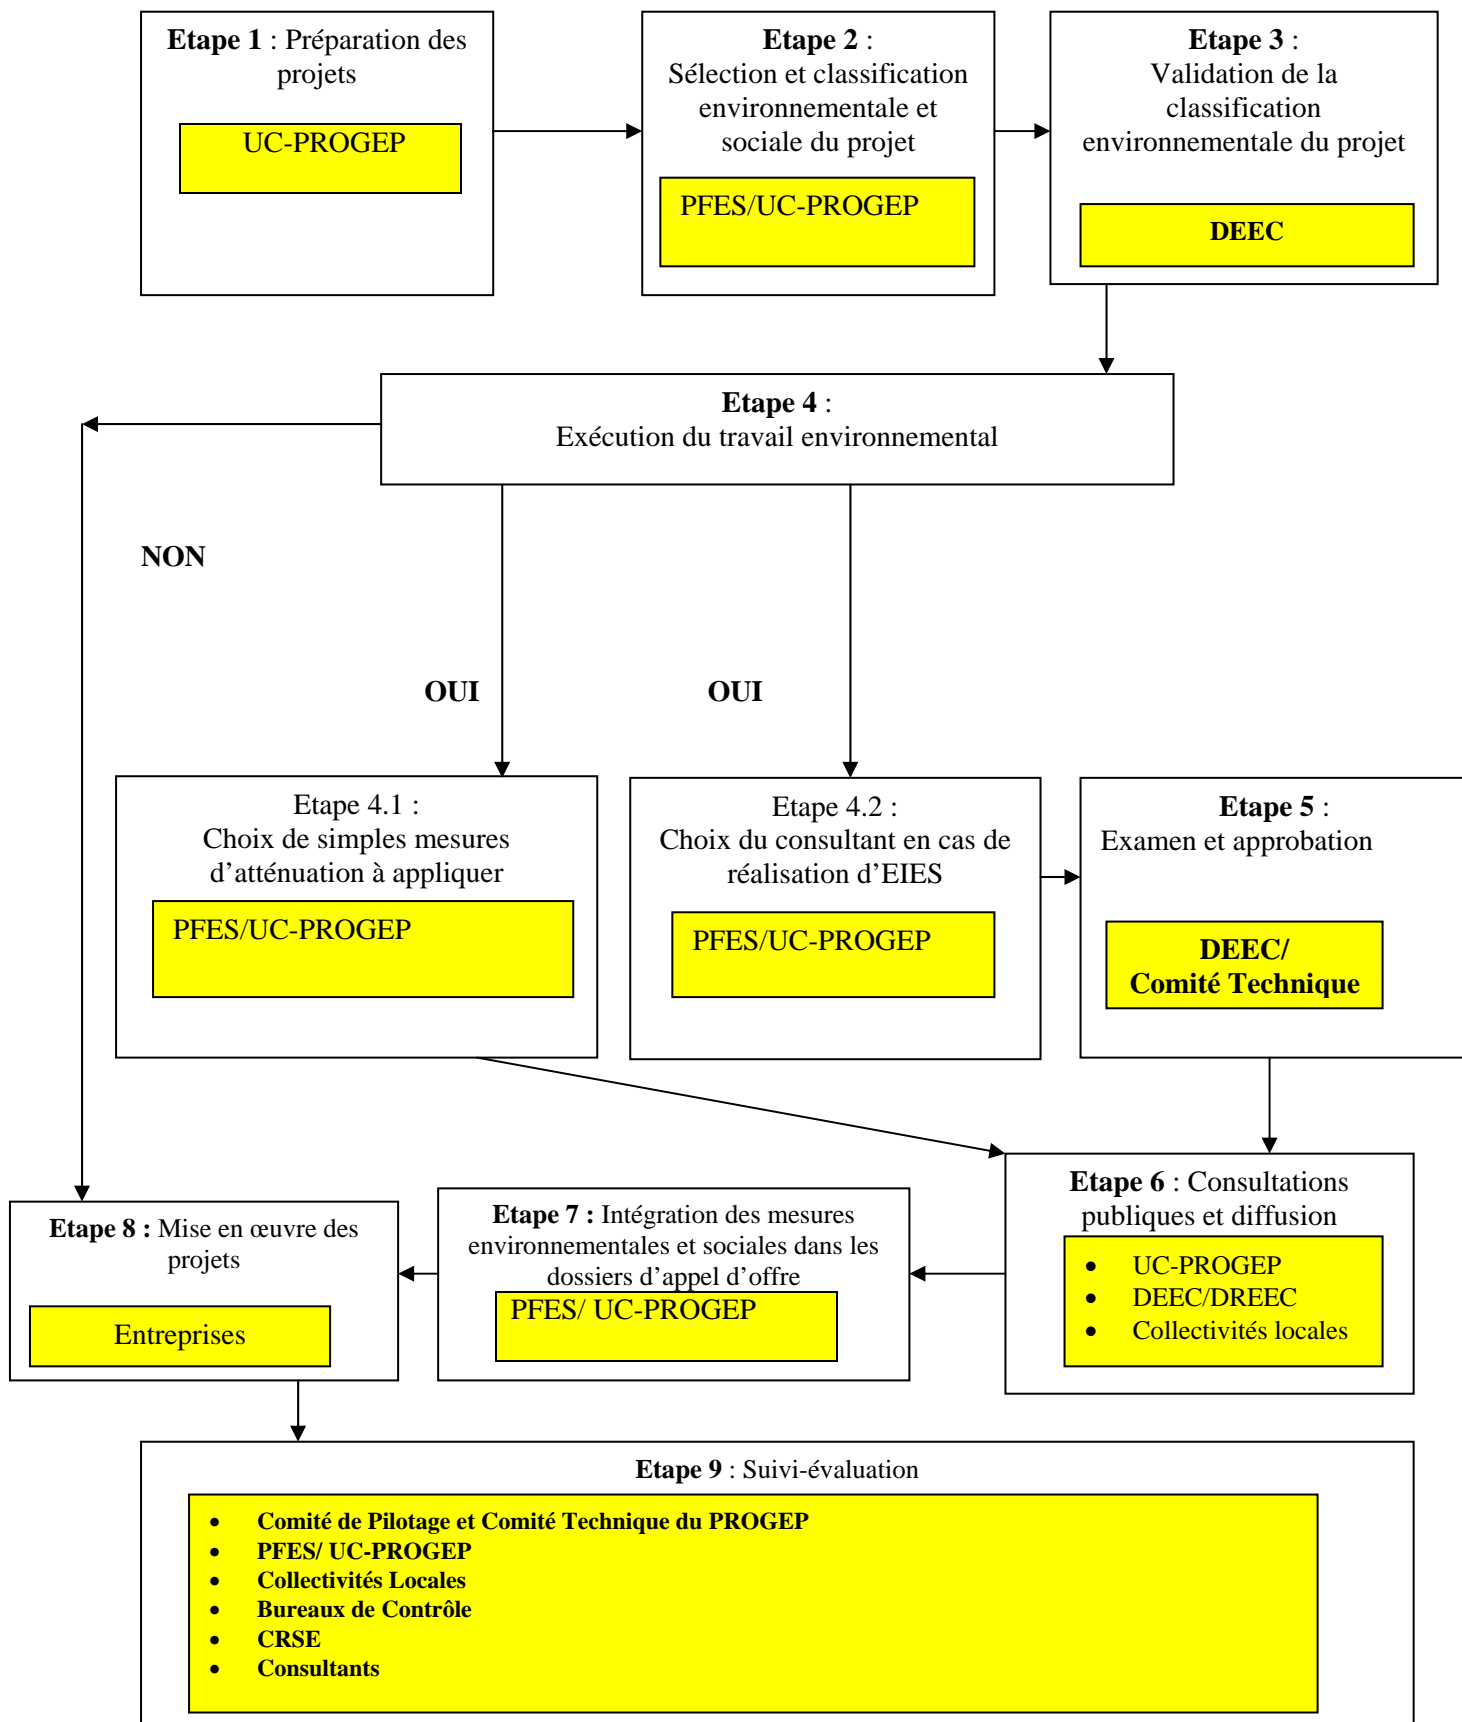 Etape 1 : Préparation des
projets
UC-PROGEP
Etape 2 :
Sélection et classification
environnementale et
sociale du projet
PFES/UC-PROGEP
Etape 3 :
Validation de la
classification
environnementale du projet
DEEC
Etape 4 :
Exécution du travail environnemental
NON
OUI
OUI
Etape 4.1 :
Choix de simples mesures
d’atténuation à appliquer
PFES/UC-PROGEP
Etape 4.2 :
Choix du consultant en cas de
réalisation d’EIES
PFES/UC-PROGEP
Etape 5 :
Examen et approbation
DEEC/
Comité Technique
Etape 6 : Consultations
publiques et diffusion
• UC-PROGEP
• DEEC/DREEC
• Collectivités locales
Etape 7 : Intégration des mesures
environnementales et sociales dans les
dossiers d’appel d’offre
PFES/ UC-PROGEP
Etape 8 : Mise en œuvre des
projets
Entreprises
Etape 9 : Suivi-évaluation
• Comité de Pilotage et Comité Technique du PROGEP
• PFES/ UC-PROGEP
• Collectivités Locales
• Bureaux de Contrôle
• CRSE
• Consultants